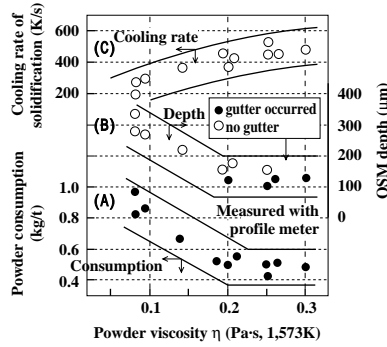 Cooling rate of
solidification (K/s)
600
400
200
(C)
Cooling rate
400
300
200
100
0
OSM depth (μm)
(B)
Depth
● gutter occurred
○ no gutter
Measured with
profile meter
Powder consumption
(kg/t)
1.0
0.8
0.6
0.4
(A)
Consumption
0.1
0.2
0.3
Powder viscosity η (Pa·s, 1,573K)